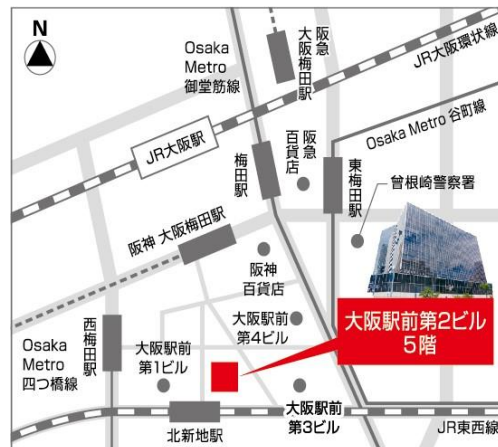 N
Osaka
Metro
御堂筋線
阪急
大阪梅田駅
JR大阪環状線
JR大阪駅
梅田駅
阪急
百貨店
東梅田駅
Osaka Metro 谷町線
曾根崎警察署
阪神 大阪梅田駅
阪神
百貨店
西梅田駅
Osaka
Metro
四つ橋線
大阪駅前
第1ビル
大阪駅前
第4ビル
大阪駅前第2ビル
5階
北新地駅
大阪駅前
第3ビル
JR東西線